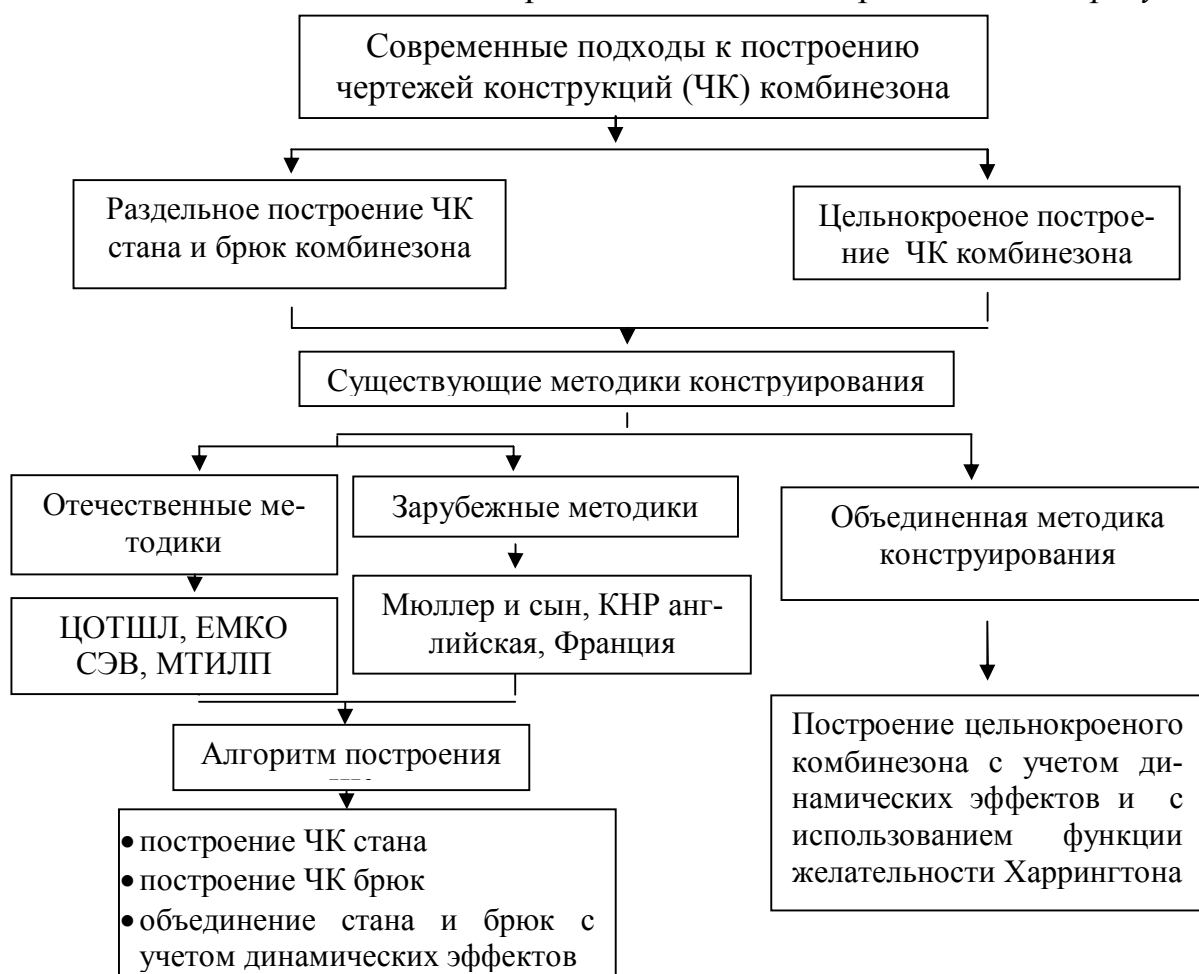 Современные подходы к построению
чертежей конструкций (ЧК) комбинезона
Раздельное построение ЧК
стана и брюк комбинезона
Цельнокроеное построе-
ние ЧК комбинезона
Существующие методики конструирования
Отечественные ме-
тодики
Зарубежные методики
Объединенная методика
конструирования
ЦОТШЛ, ЕМКО
СЭВ, МТИЛП
Мюллер и сын, КНР анг-
лийская, Франция
Алгоритм построения
Построение цельнокроеного
комбинезона с учетом ди-
намических эффектов и с
использованием функции
желательности Харрингтона
• построение ЧК стана
• построение ЧК брюк
• объединение стана и брюк с
учетом динамических эффектов